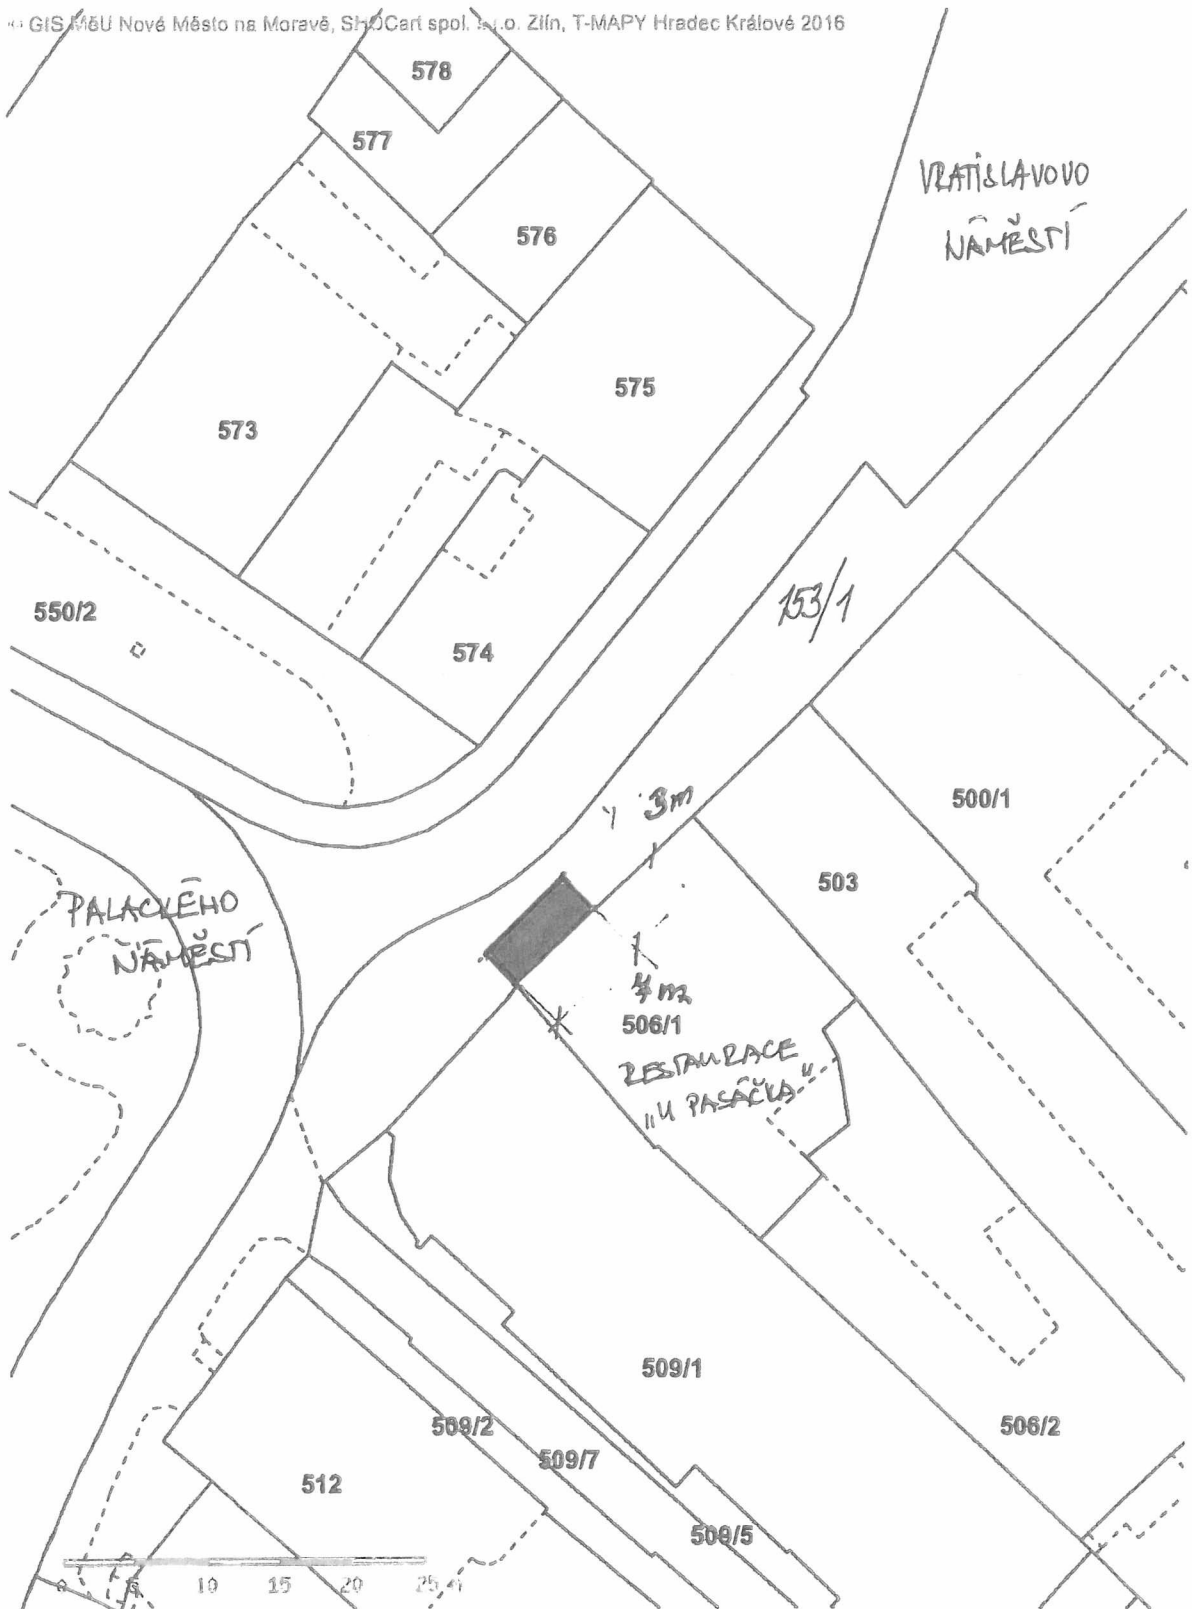 GIS MěÚ Nové Město na Moravě, SHOCart spol. s r.o. Zlín, T-MAPY Hradec Králové 2016
578
577
VRATISLAVOVO
NÁMĚSTÍ
576
575
573
153/1
550/2
574
3m
500/1
503
PALACKÉHO
NÁMĚSTÍ
7 m
506/1
RESTAURACE
„U PASÁČKA"
509/1
509/2
506/2
509/7
512
509/5
0 5 10 15 20 25